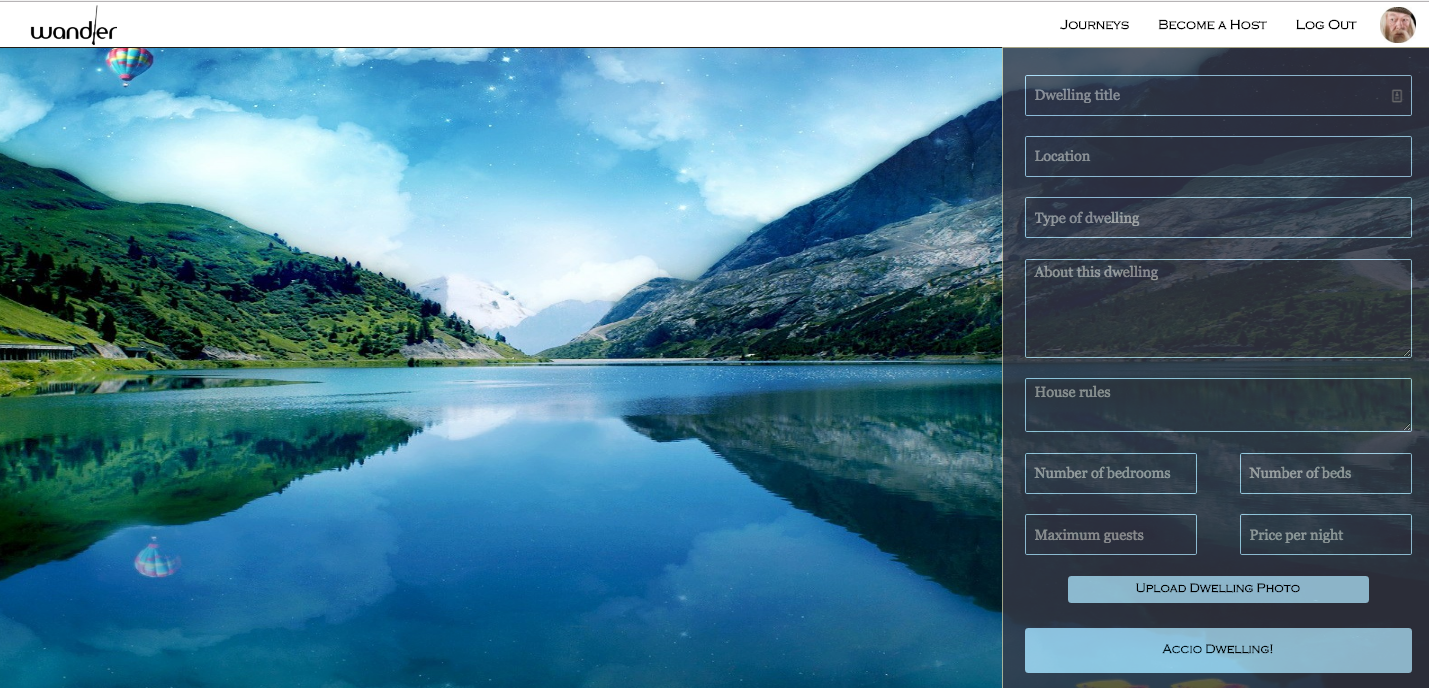 wander
Journeys
Become a Host
Log Out
Dwelling title
Location
Type of dwelling
About this dwelling
House rules
Number of bedrooms
Number of beds
Maximum guests
Price per night
Upload Dwelling Photo
Accio Dwelling!